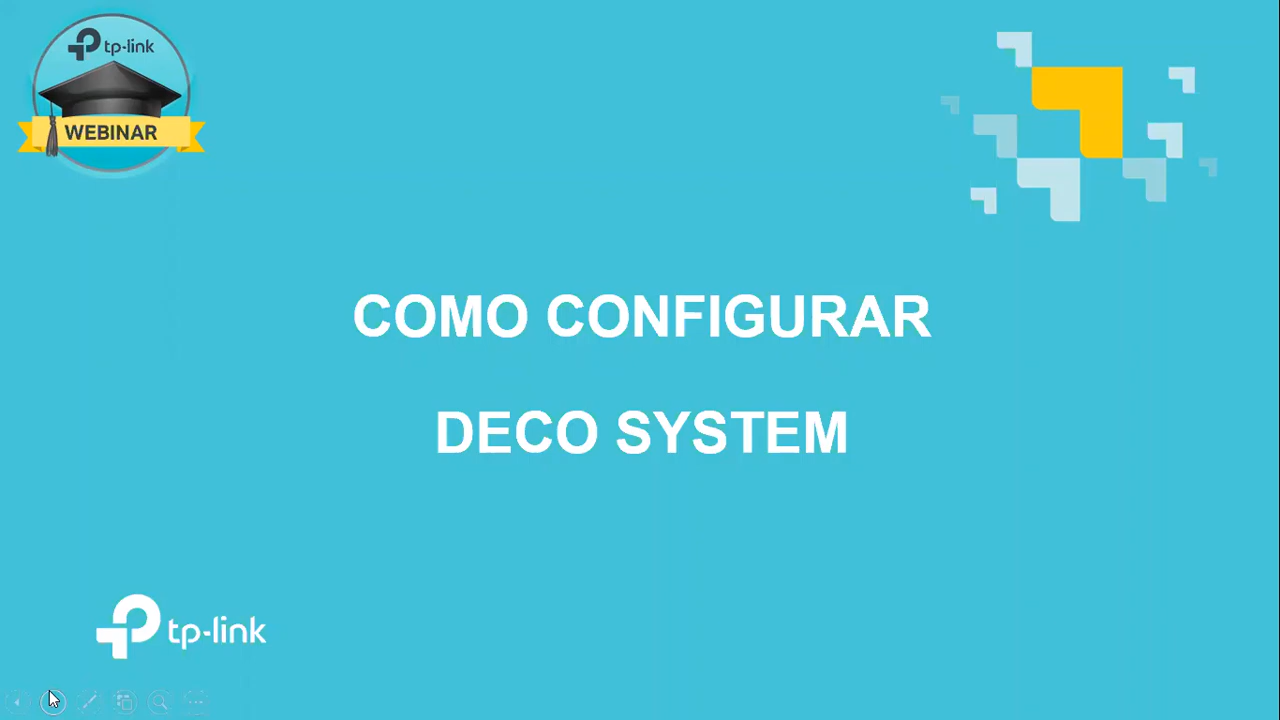 tp-link
WEBINAR
COMO CONFIGURAR
DECO SYSTEM
tp-link